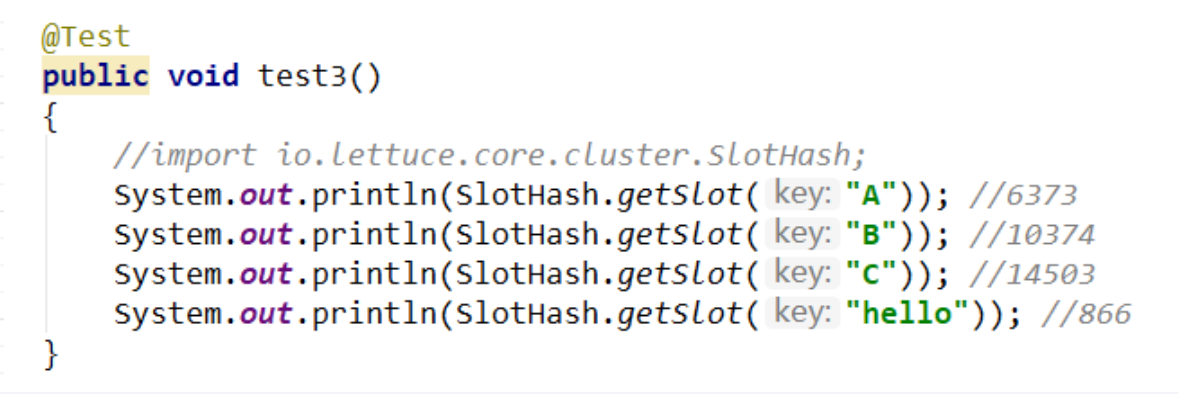 @Test
public void test3()
{
//import io.lettuce.core.cluster.SlotHash;
System.out.println(SlotHash.getSlot( key: "A")); //6373
System.out.println(SlotHash.getSlot( key: "B")); //10374
System.out.println(SlotHash.getSlot( key: "C")); //14503
System.out.println(SlotHash.getSlot( key: "hello")); //866
}